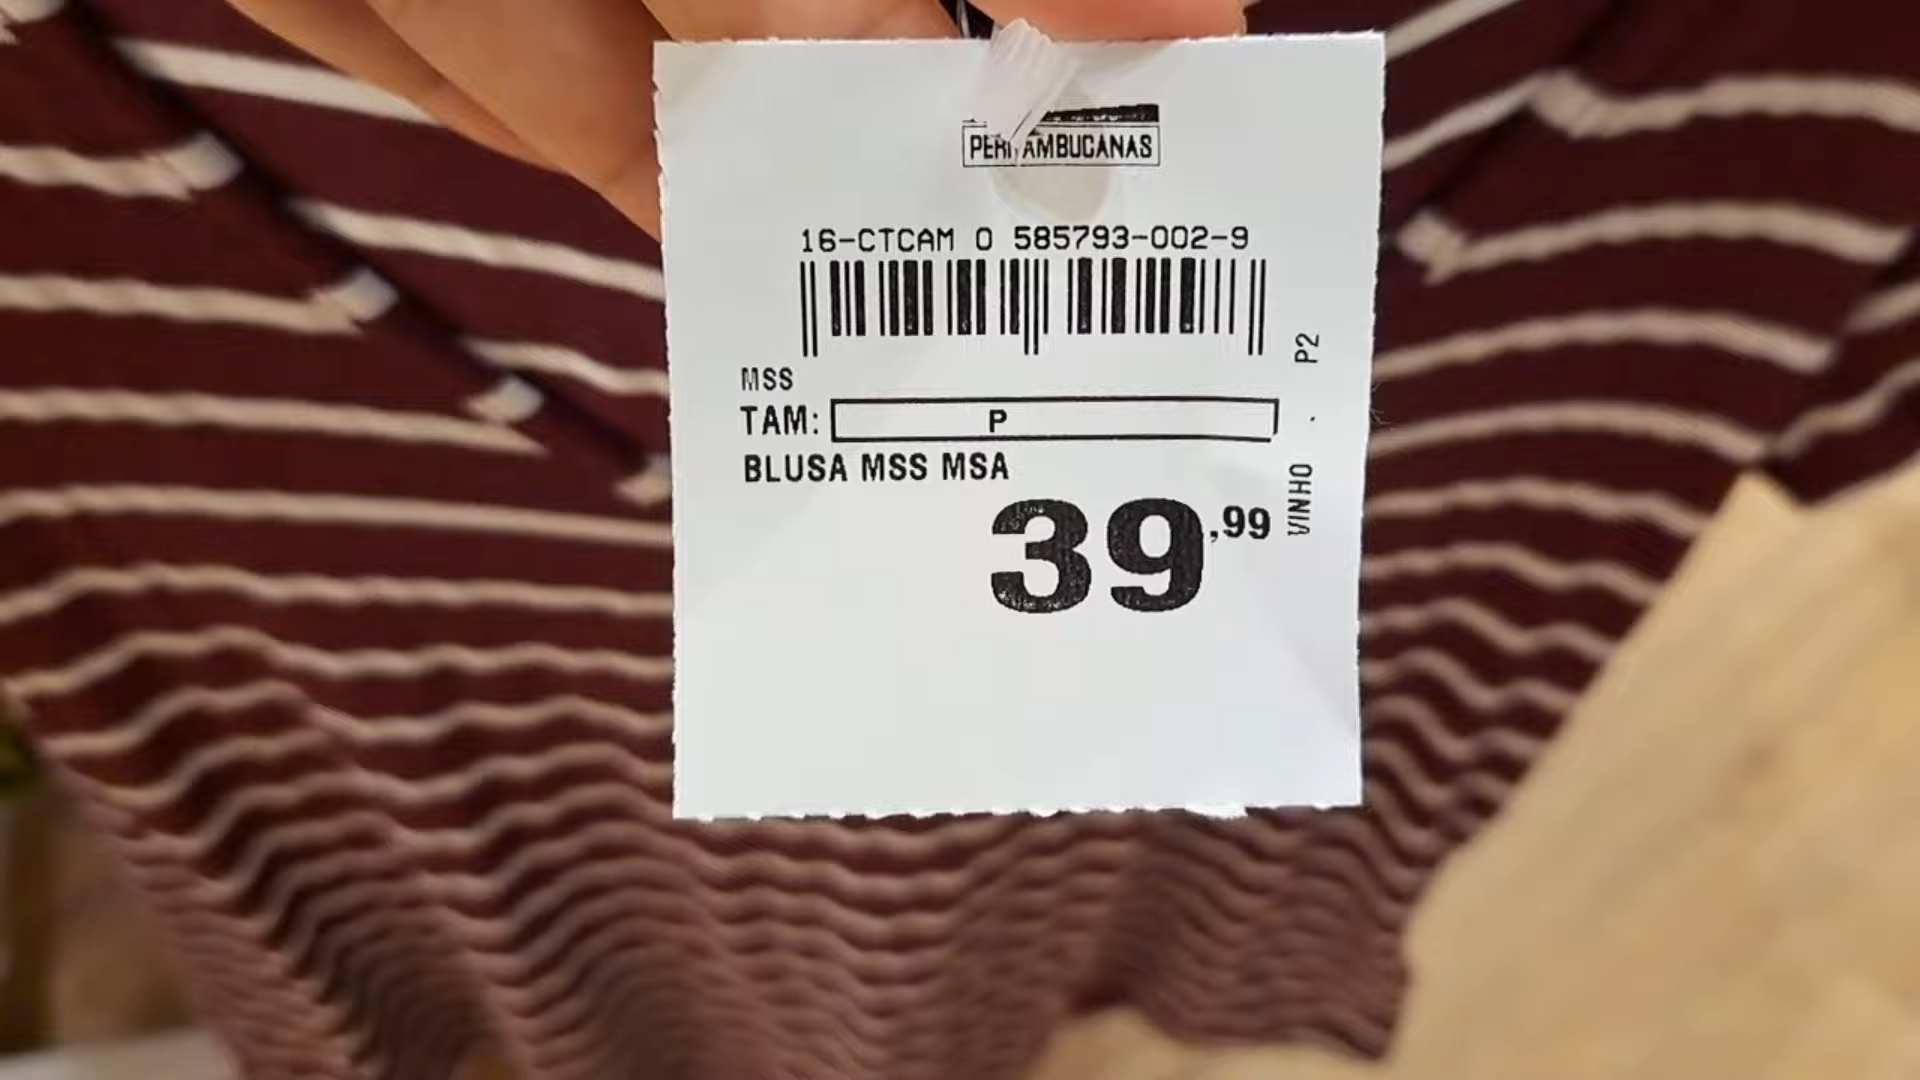 PERNAMBUCANAS
16-CTCAM 0 585793-002-9
MSS
TAM: P
BLUSA MSS MSA
39,99
VINHO . P2